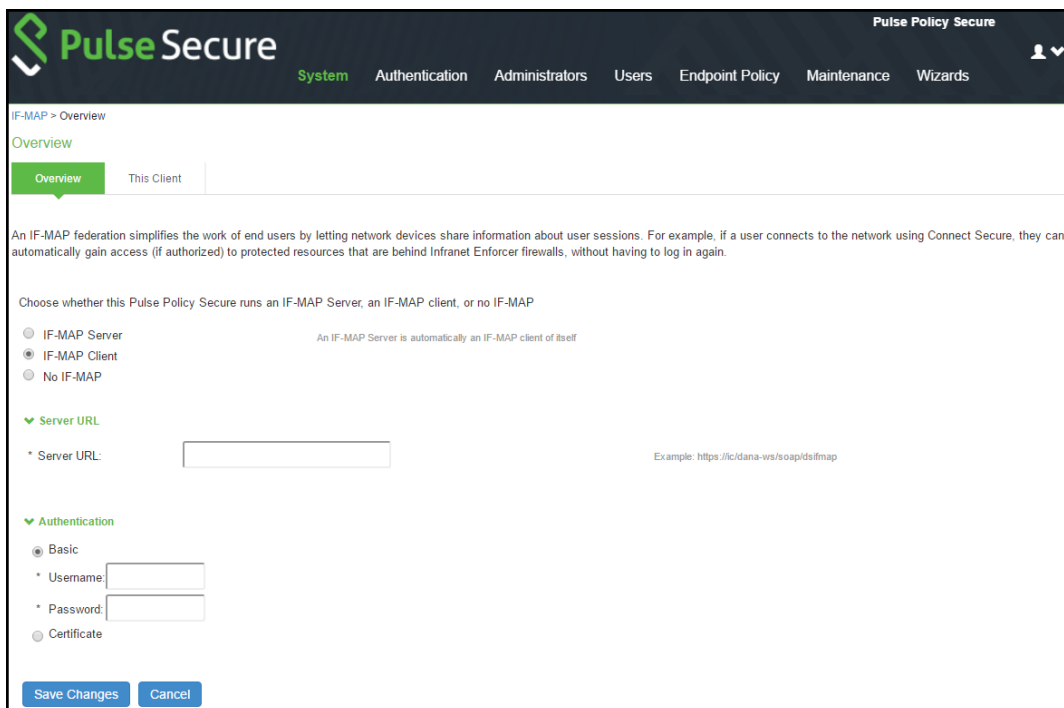 Pulse Policy Secure
Pulse Secure
System Authentication Administrators Users Endpoint Policy Maintenance Wizards
IF-MAP > Overview
Overview
Overview This Client
An IF-MAP federation simplifies the work of end users by letting network devices share information about user sessions. For example, if a user connects to the network using Connect Secure, they can
automatically gain access (if authorized) to protected resources that are behind Infranet Enforcer firewalls, without having to log in again.
Choose whether this Pulse Policy Secure runs an IF-MAP Server, an IF-MAP client, or no IF-MAP
IF-MAP Server An IF-MAP Server is automatically an IF-MAP client of itself
IF-MAP Client
No IF-MAP
Server URL
* Server URL: Example: https://ic/dana-ws/soap/dsifmap
Authentication
Basic
* Username:
* Password:
Certificate
Save Changes Cancel